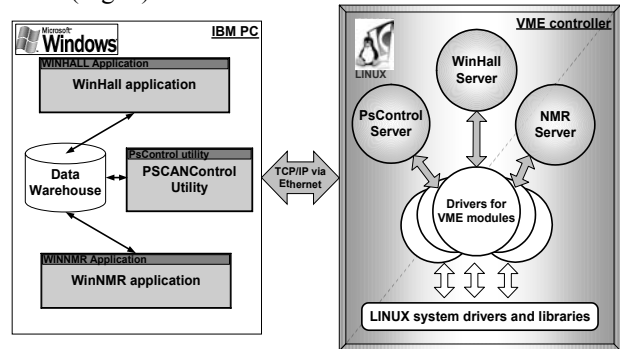 Microsoft
Windows
IBM PC
WINHALL Application
WinHall application
Data
Warehouse
PsControl utility
PSCANControl
Utility
WINNMR Application
WinNMR application
TCP/IP via
Ethernet
VME controller
LINUX
WinHall
Server
PsControl
Server
NMR
Server
Drivers for
VME modules
LINUX system drivers and libraries